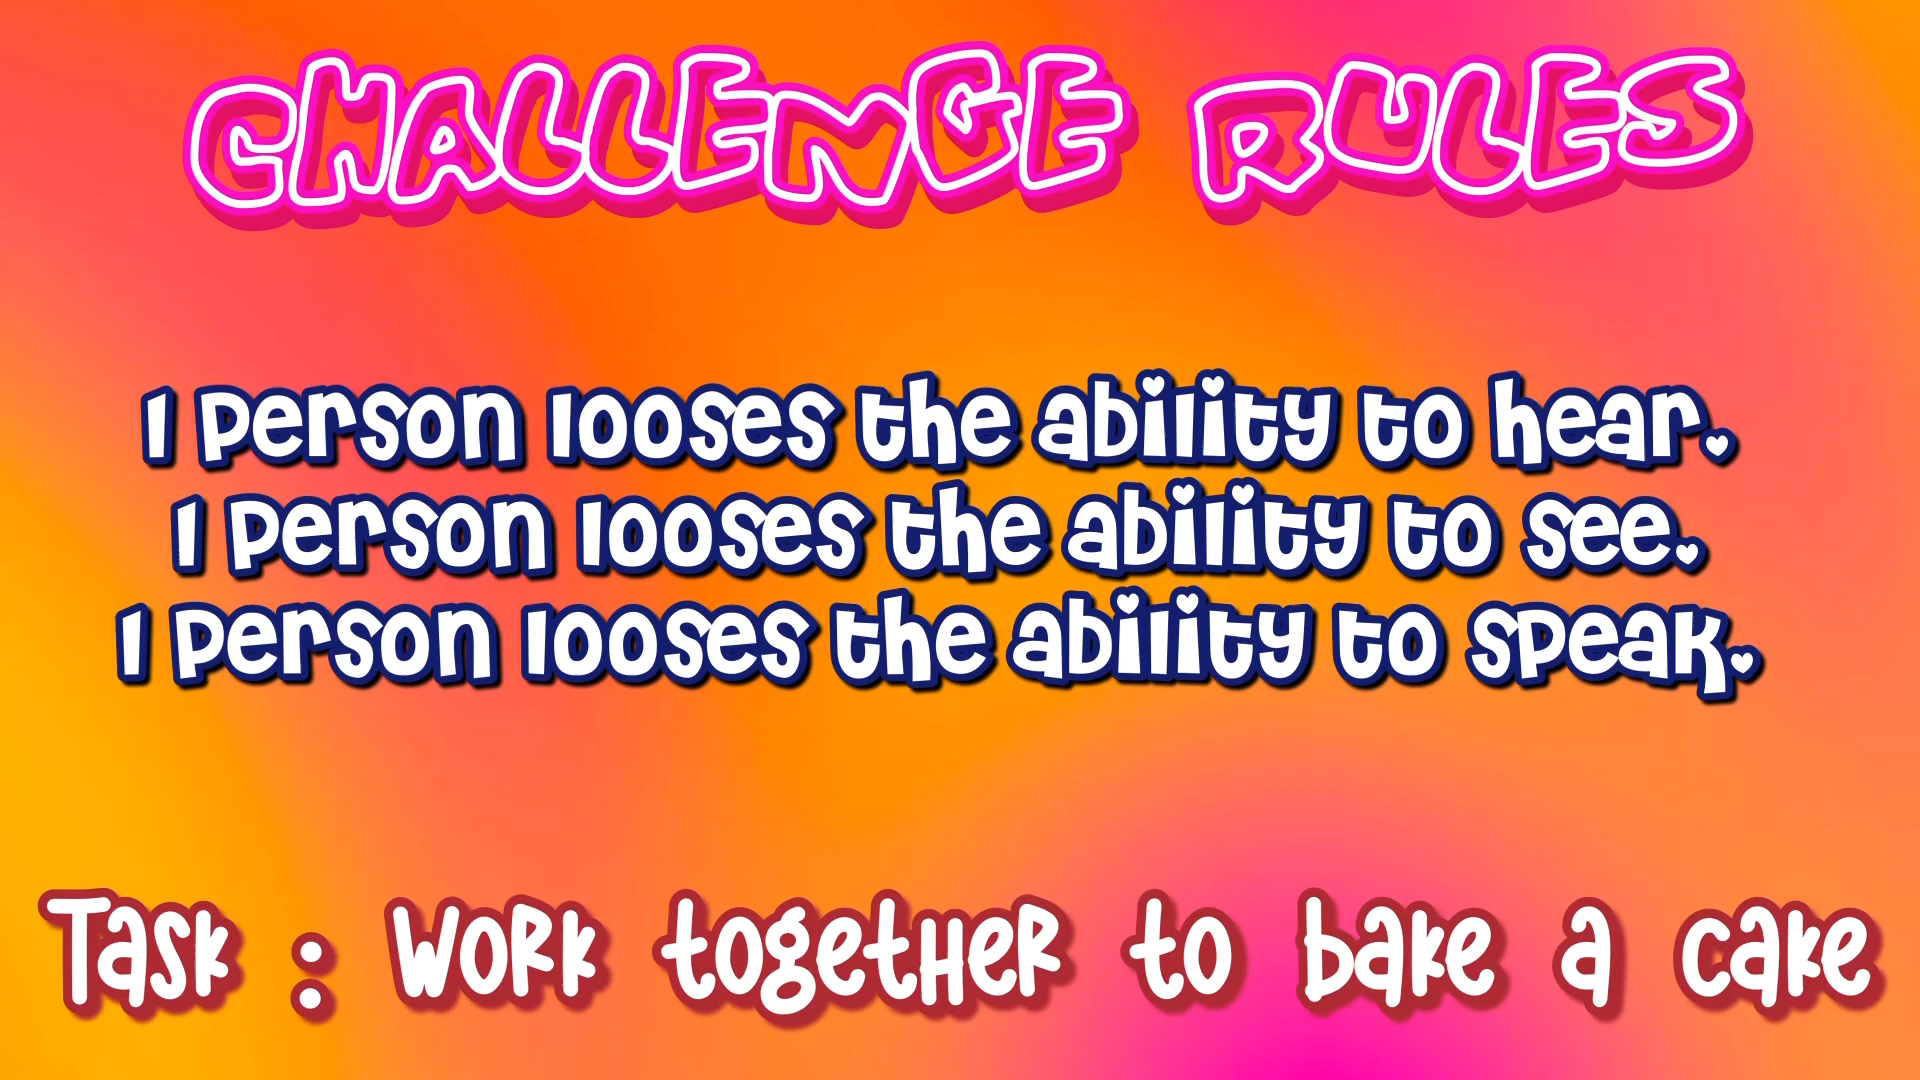 CHALLENGE RULES
1 person looses the ability to hear.
1 person looses the ability to see.
1 person looses the ability to speak.
Task : Work together to bake a cake